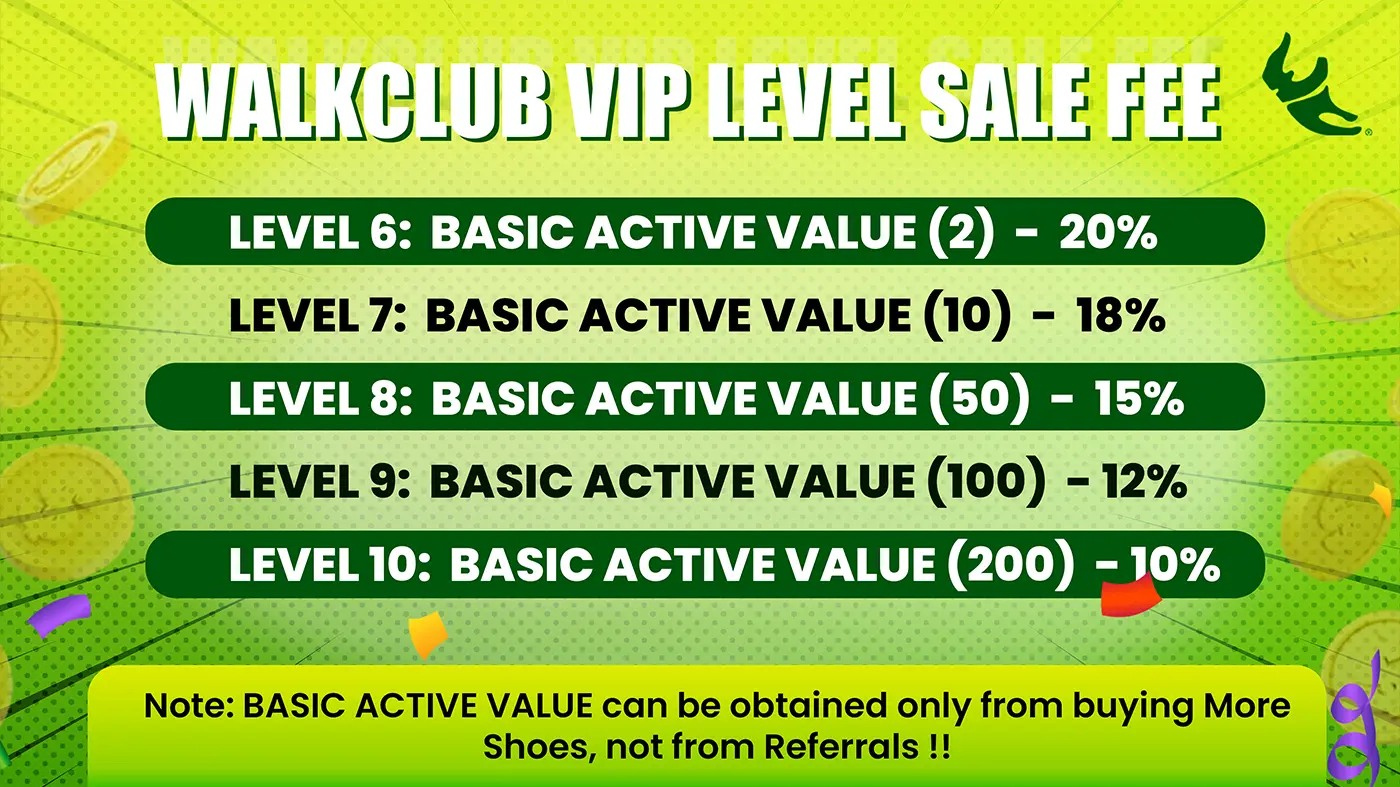 WALKCLUB VIP LEVEL SALE FEE
LEVEL 6: BASIC ACTIVE VALUE (2) - 20%
LEVEL 7: BASIC ACTIVE VALUE (10) - 18%
LEVEL 8: BASIC ACTIVE VALUE (50) - 15%
LEVEL 9: BASIC ACTIVE VALUE (100) - 12%
LEVEL 10: BASIC ACTIVE VALUE (200) - 10%
Note: BASIC ACTIVE VALUE can be obtained only from buying More
Shoes, not from Referrals !!